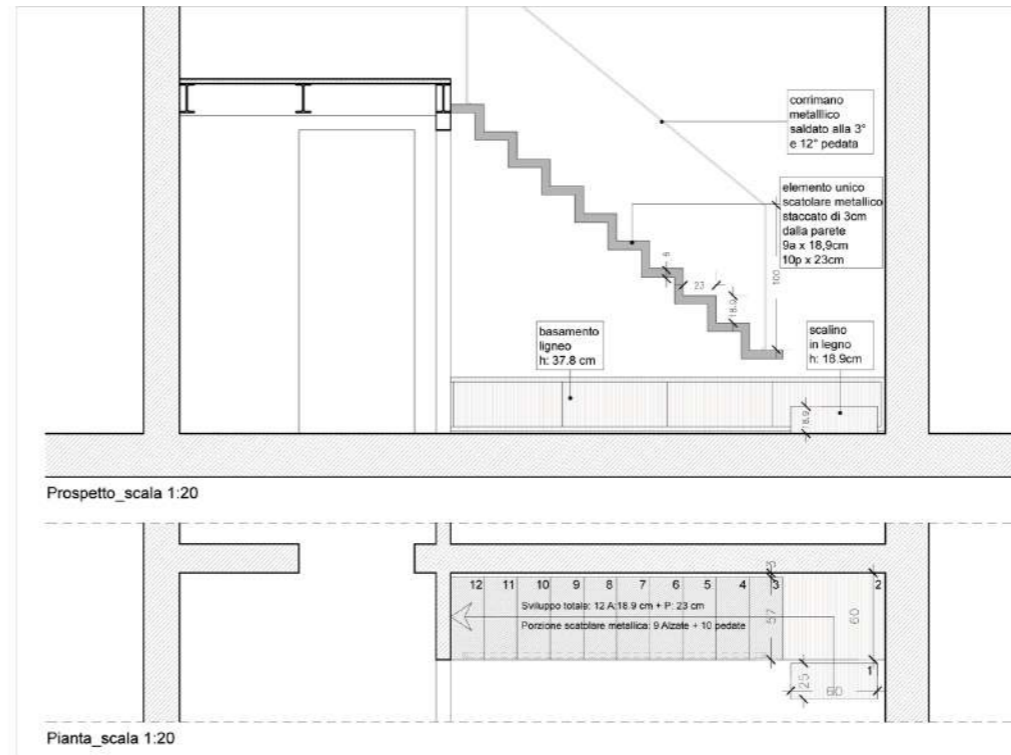 corrimano
metalllico
saldato alla 3°
e 12° pedata
elemento unico
scatolare metallico
staccato di 3cm
dalla parete
9a x 18,9cm
10p x 23cm
6
23
18.9
100
basamento
ligneo
h: 37.8 cm
scalino
in legno
h: 18.9cm
18.9
Prospetto_scala 1:20
3
12 11 10 9 8 7 6 5 4 3 2
Sviluppo totale: 12 A:18.9 cm + P: 23 cm
Porzione scatolare metallica: 9 Alzate + 10 pedate
57
60
1
25
60
Pianta_scala 1:20